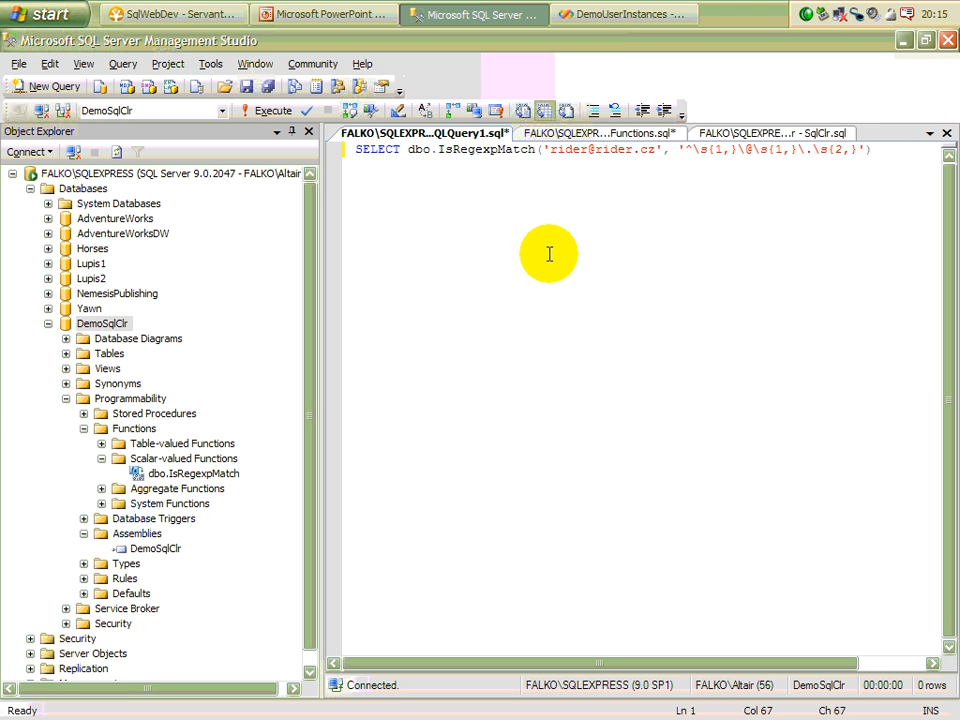 start
SqlWebDev - Servant...
Microsoft PowerPoint ...
Microsoft SQL Server ...
DemoUserInstances -...
20:15
Microsoft SQL Server Management Studio
File Edit View Query Project Tools Window Community Help
New Query
DemoSqlClr
Execute
Object Explorer
FALKO\SQLEXPR...QLQuery1.sql*
FALKO\SQLEXPR...Functions.sql*
FALKO\SQLEXPRE...r - SqlClr.sql
Connect
SELECT dbo.IsRegexpMatch('rider@rider.cz', '^\s{1,}\@\s{1,}\.\s{2,}')
FALKO\SQLEXPRESS (SQL Server 9.0.2047 - FALKO\Altair
Databases
System Databases
AdventureWorks
AdventureWorksDW
Horses
Lupis1
Lupis2
NemesisPublishing
Yawn
DemoSqlClr
Database Diagrams
Tables
Views
Synonyms
Programmability
Stored Procedures
Functions
Table-valued Functions
Scalar-valued Functions
dbo.IsRegexpMatch
Aggregate Functions
System Functions
Database Triggers
Assemblies
DemoSqlClr
Types
Rules
Defaults
Service Broker
Security
Security
Server Objects
Replication
Connected.
FALKO\SQLEXPRESS (9.0 SP1)
FALKO\Altair (56)
DemoSqlClr
00:00:00
0 rows
Ready
Ln 1
Col 67
Ch 67
INS